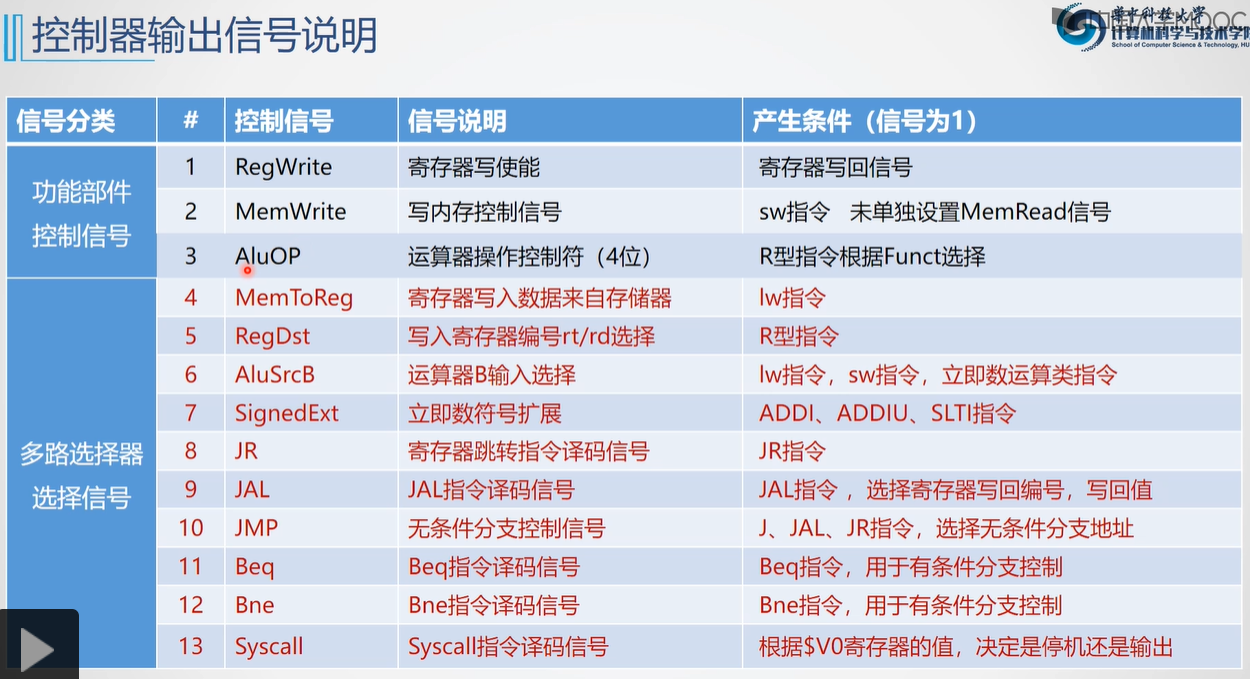 控制器输出信号说明
中国大学MOOC
华中科技大学
计算机科学与技术学院
School of Computer Science & Technology, HU
信号分类 # 控制信号 信号说明 产生条件（信号为1）
功能部件
控制信号
1 RegWrite 寄存器写使能 寄存器写回信号
2 MemWrite 写内存控制信号 sw指令 未单独设置MemRead信号
3 AluOP 运算器操作控制符（4位） R型指令根据Funct选择
多路选择器
选择信号
4 MemToReg 寄存器写入数据来自存储器 lw指令
5 RegDst 写入寄存器编号rt/rd选择 R型指令
6 AluSrcB 运算器B输入选择 lw指令，sw指令，立即数运算类指令
7 SignedExt 立即数符号扩展 ADDI、ADDIU、SLTI指令
8 JR 寄存器跳转指令译码信号 JR指令
9 JAL JAL指令译码信号 JAL指令 ，选择寄存器写回编号，写回值
10 JMP 无条件分支控制信号 J、JAL、JR指令，选择无条件分支地址
11 Beq Beq指令译码信号 Beq指令，用于有条件分支控制
12 Bne Bne指令译码信号 Bne指令，用于有条件分支控制
13 Syscall Syscall指令译码信号 根据$V0寄存器的值，决定是停机还是输出